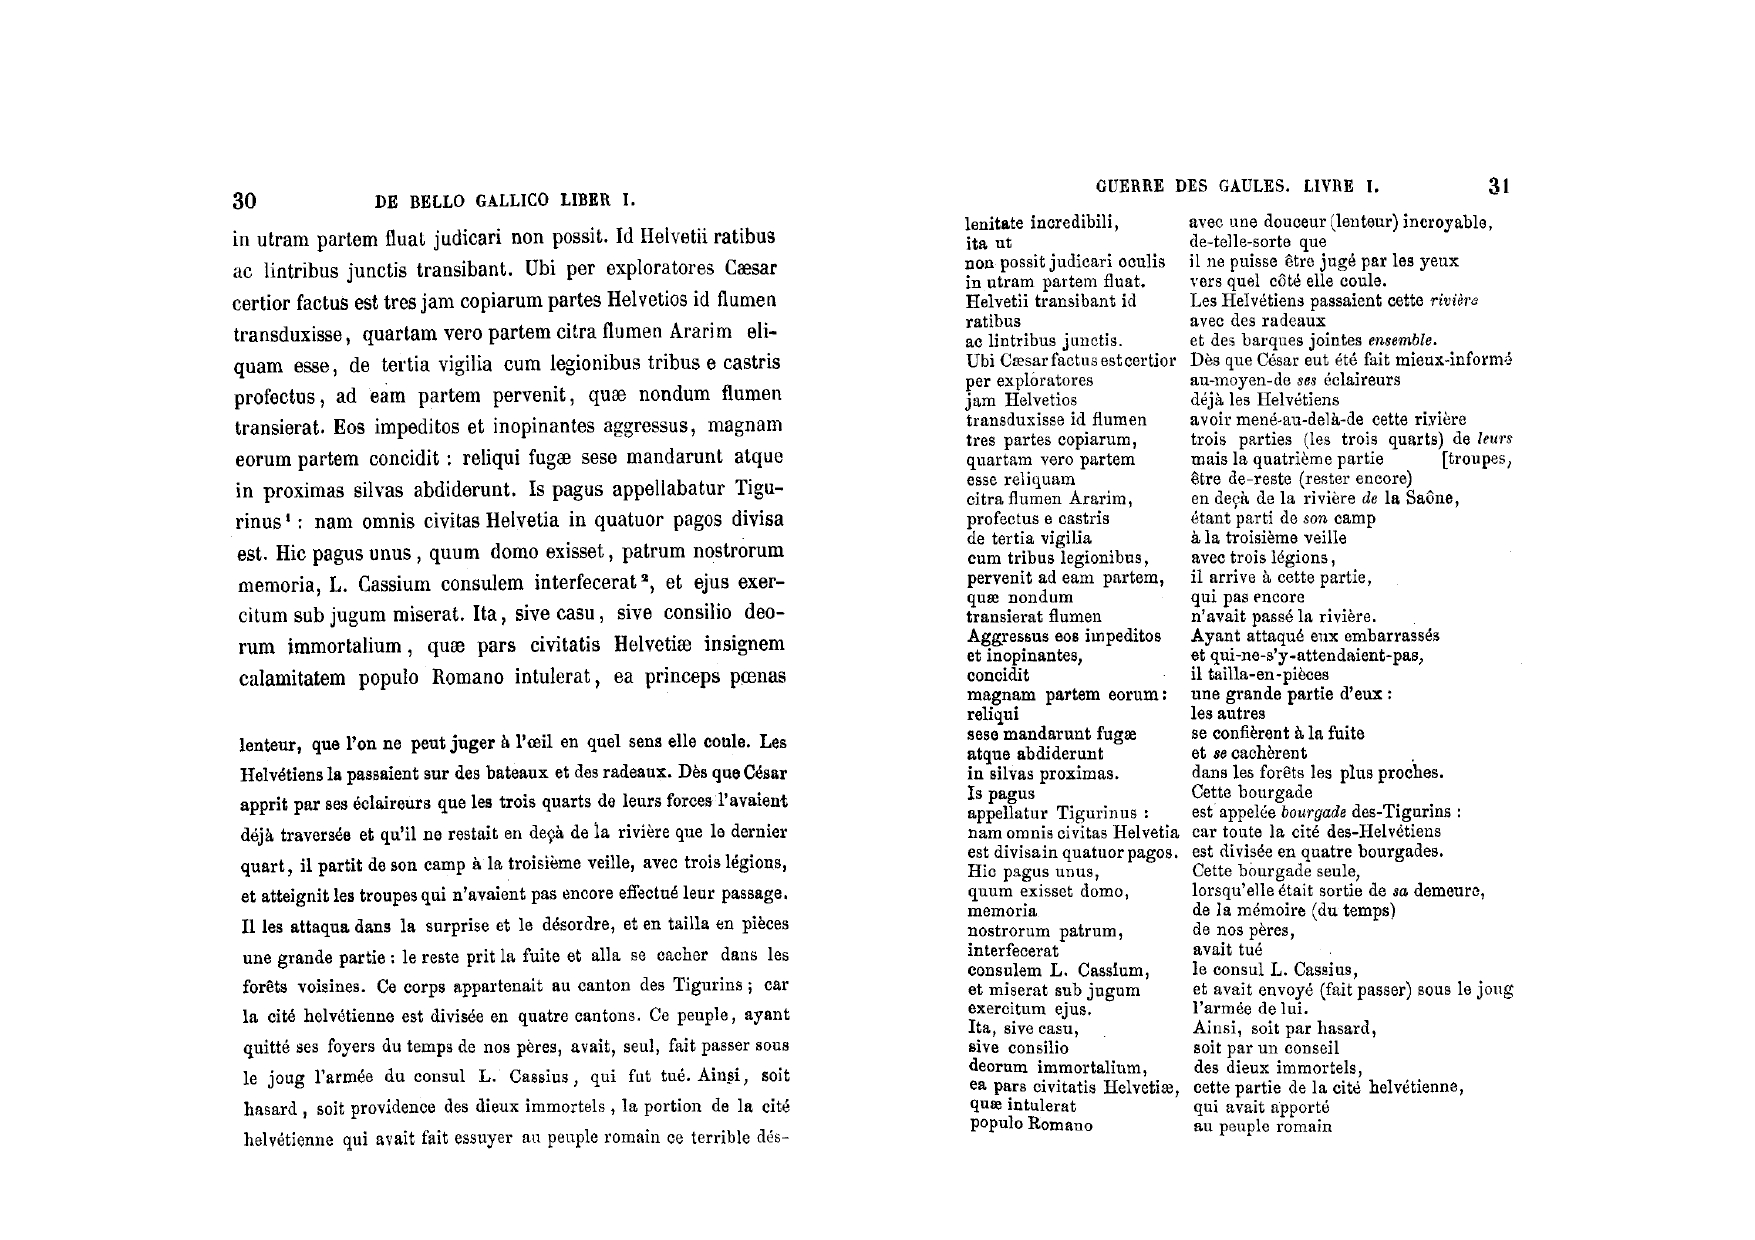 30 DE BELLO GALLICO LIBER I.
in utram partem fluat judicari non possit. Id Helvetii ratibus
ac lintribus junctis transibant. Ubi per exploratores Cæsar
certior factus est tres jam copiarum partes Helvetios id flumen
transduxisse, quartam vero partem citra flumen Ararim eli-
quam esse, de tertia vigilia cum legionibus tribus e castris
profectus, ad eam partem pervenit, quæ nondum flumen
transierat. Eos impeditos et inopinantes aggressus, magnam
eorum partem concidit : reliqui fugæ sese mandarunt atque
in proximas silvas abdiderunt. Is pagus appellabatur Tigu-
rinus¹ : nam omnis civitas Helvetia in quatuor pagos divisa
est. Hic pagus unus, quum domo exisset, patrum nostrorum
memoria, L. Cassium consulem interfecerat², et ejus exer-
citum sub jugum miserat. Ita, sive casu, sive consilio deo-
rum immortalium, quæ pars civitatis Helvetiæ insignem
calamitatem populo Romano intulerat, ea princeps pœnas
lenteur, que l'on ne peut juger à l'œil en quel sens elle coule. Les
Helvétiens la passaient sur des bateaux et des radeaux. Dès que César
apprit par ses éclaireurs que les trois quarts de leurs forces l'avaient
déjà traversée et qu'il ne restait en deçà de la rivière que le dernier
quart, il partit de son camp à la troisième veille, avec trois légions,
et atteignit les troupes qui n'avaient pas encore effectué leur passage.
Il les attaqua dans la surprise et le désordre, et en tailla en pièces
une grande partie : le reste prit la fuite et alla se cacher dans les
forêts voisines. Ce corps appartenait au canton des Tigurins ; car
la cité helvétienne est divisée en quatre cantons. Ce peuple, ayant
quitté ses foyers du temps de nos pères, avait, seul, fait passer sous
le joug l'armée du consul L. Cassius, qui fut tué. Ainsi, soit
hasard, soit providence des dieux immortels, la portion de la cité
helvétienne qui avait fait essuyer au peuple romain ce terrible dés-
GUERRE DES GAULES. LIVRE I. 31
lenitate incredibili, avec une douceur (lenteur) incroyable,
ita ut de-telle-sorte que
non possit judicari oculis il ne puisse être jugé par les yeux
in utram partem fluat. vers quel côté elle coule.
Helvetii transibant id Les Helvétiens passaient cette rivière
ratibus avec des radeaux
ac lintribus junctis. et des barques jointes ensemble.
Ubi Cæsar factus est certior Dès que César eut été fait mieux-informé
per exploratores au-moyen-de ses éclaireurs
jam Helvetios déjà les Helvétiens
transduxisse id flumen avoir mené-au-delà-de cette rivière
tres partes copiarum, trois parties (les trois quarts) de leurs
quartam vero partem mais la quatrième partie [troupes,
esse reliquam être de-reste (rester encore)
citra flumen Ararim, en deçà de la rivière de la Saône,
profectus e castris étant parti de son camp
de tertia vigilia à la troisième veille
cum tribus legionibus, avec trois légions,
pervenit ad eam partem, il arrive à cette partie,
quæ nondum qui pas encore
transierat flumen n'avait passé la rivière.
Aggressus eos impeditos Ayant attaqué eux embarrassés
et inopinantes, et qui-ne-s'y-attendaient-pas,
concidit il tailla-en-pièces
magnam partem eorum : une grande partie d'eux :
reliqui les autres
sese mandarunt fugæ se confièrent à la fuite
atque abdiderunt et se cachèrent
in silvas proximas. dans les forêts les plus proches.
Is pagus Cette bourgade
appellatur Tigurinus : est appelée bourgade des-Tigurins :
nam omnis civitas Helvetia car toute la cité des-Helvétiens
est divisa in quatuor pagos. est divisée en quatre bourgades.
Hic pagus unus, Cette bourgade seule,
quum exisset domo, lorsqu'elle était sortie de sa demeure,
memoria de la mémoire (du temps)
nostrorum patrum, de nos pères,
interfecerat avait tué
consulem L. Cassium, le consul L. Cassius,
et miserat sub jugum et avait envoyé (fait passer) sous le joug
exercitum ejus. l'armée de lui.
Ita, sive casu, Ainsi, soit par hasard,
sive consilio soit par un conseil
deorum immortalium, des dieux immortels,
ea pars civitatis Helvetiæ, cette partie de la cité helvétienne,
quæ intulerat qui avait apporté
populo Romano au peuple romain